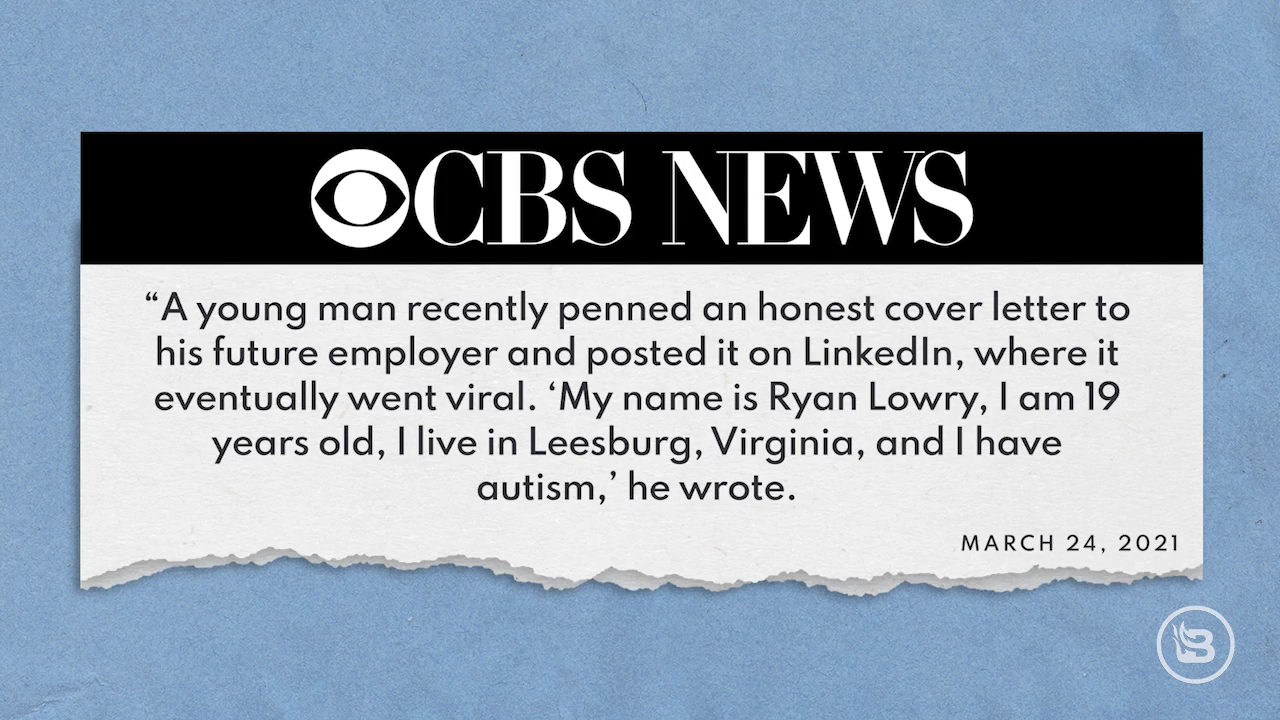 CBS NEWS
“A young man recently penned an honest cover letter to
his future employer and posted it on LinkedIn, where it
eventually went viral. ‘My name is Ryan Lowry, I am 19
years old, I live in Leesburg, Virginia, and I have
autism,’ he wrote.
MARCH 24, 2021
B